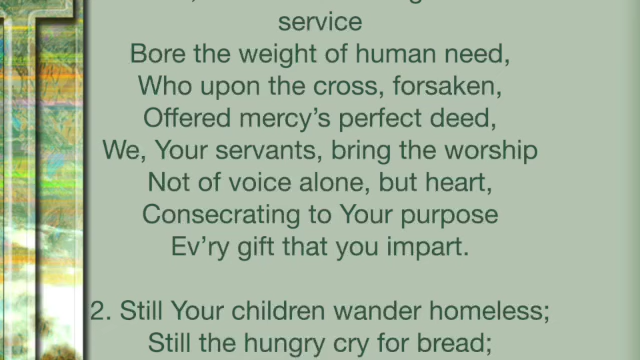 service
Bore the weight of human need,
Who upon the cross, forsaken,
Offered mercy’s perfect deed,
We, Your servants, bring the worship
Not of voice alone, but heart,
Consecrating to Your purpose
Ev’ry gift that you impart.
2. Still Your children wander homeless;
Still the hungry cry for bread;